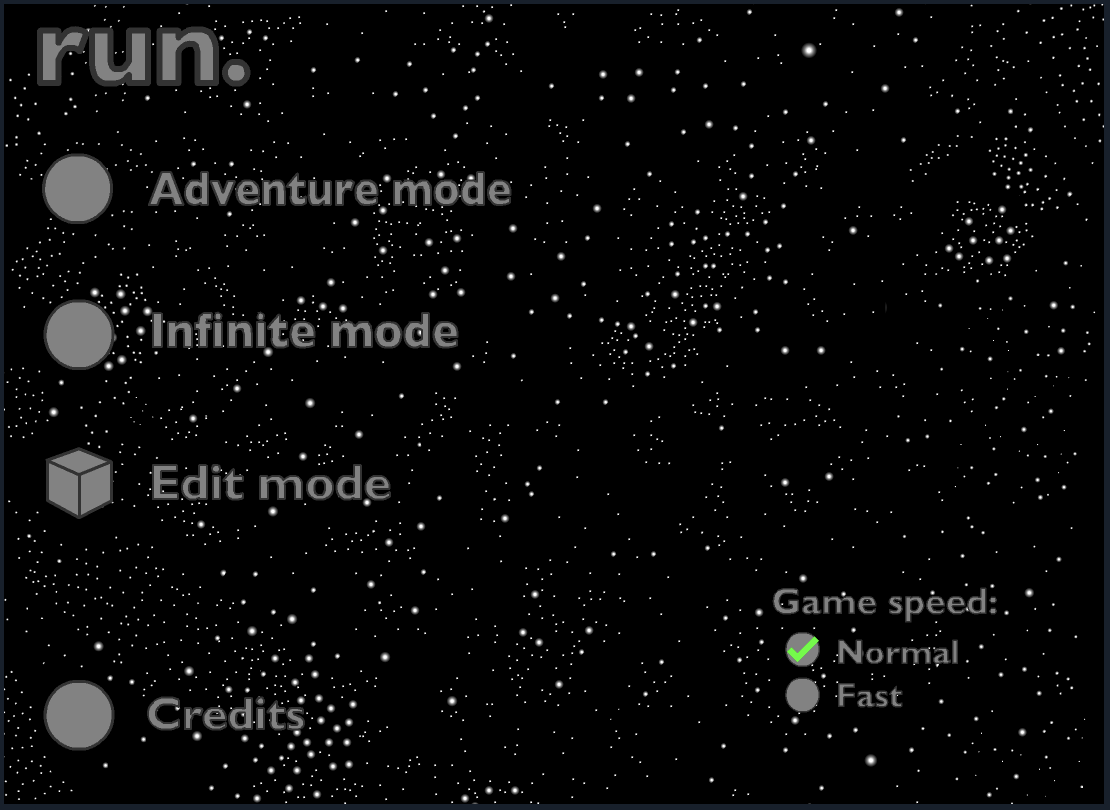 run.
Adventure mode
Infinite mode
Edit mode
Game speed:
Normal
Fast
Credits